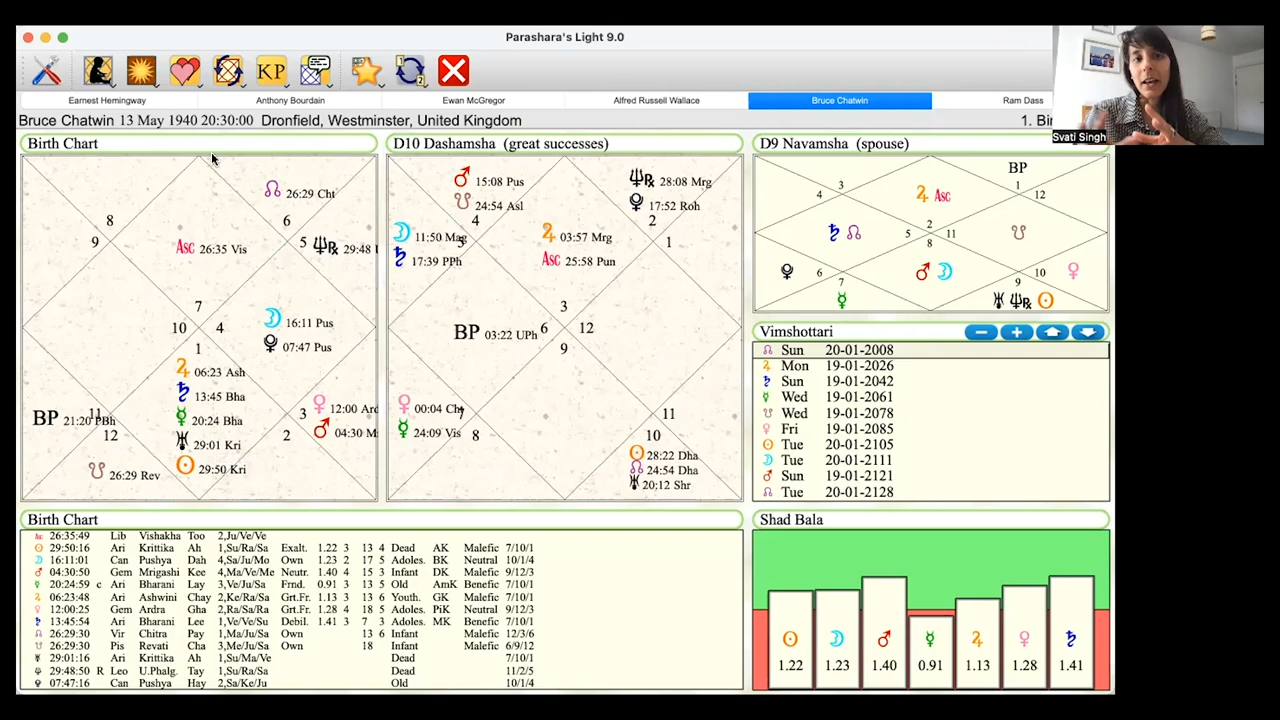 Parashara's Light 9.0
KP
Earnest Hemingway Anthony Bourdain Ewan McGregor Alfred Russell Wallace Bruce Chatwin Ram Dass
Bruce Chatwin 13 May 1940 20:30:00 Dronfield, Westminster, United Kingdom 1. Bir
Svati Singh
Birth Chart
26:29 Cht
8
6
9
Asc 26:35 Vis
5
29:48
7
16:11 Pus
10
4
07:47 Pus
1
06:23 Ash
13:45 Bha
20:24 Bha
12:00 Ard
3
BP 21:20 PBh
11
12
29:01 Kri
2
04:30 M
29:50 Kri
26:29 Rev
D10 Dashamsha (great successes)
15:08 Pus
28:08 Mrg
24:54 Asl
17:52 Roh
4
2
11:50 Mag
5
03:57 Mrg
1
17:39 PPh
Asc 25:58 Pun
3
BP 03:22 UPh
6
12
9
00:04 Cht
7
11
24:09 Vis
8
10
28:22 Dha
24:54 Dha
20:12 Shr
D9 Navamsha (spouse)
BP
3
1
4
Asc
12
2
5
11
8
6
10
7
9
Vimshottari
Sun 20-01-2008
Mon 19-01-2026
Sun 19-01-2042
Wed 19-01-2061
Wed 19-01-2078
Fri 19-01-2085
Tue 20-01-2105
Tue 20-01-2111
Sun 19-01-2121
Tue 20-01-2128
Birth Chart
Asc 26:35:49 Lib Vishakha Too 2,Ju/Ve/Ve
29:50:16 Ari Krittika Ah 1,Su/Ra/Sa Exalt. 1.22 3 13 4 Dead AK Malefic 7/10/1
16:11:01 Can Pushya Dah 4,Sa/Ju/Mo Own 1.23 2 17 5 Adoles. BK Neutral 10/1/4
04:30:50 Gem Mrigashi Kee 4,Ma/Ve/Me Neutr. 1.40 4 15 3 Infant DK Malefic 9/12/3
20:24:59 c Ari Bharani Lay 3,Ve/Ju/Sa Frnd. 0.91 3 13 5 Old AmK Benefic 7/10/1
06:23:48 Ari Ashwini Chay 2,Ke/Ra/Sa Grt.Fr. 1.13 3 13 6 Youth. GK Malefic 7/10/1
12:00:25 Gem Ardra Gha 2,Ra/Sa/Ra Grt.Fr. 1.28 4 18 5 Adoles. PiK Neutral 9/12/3
13:45:54 Ari Bharani Lee 1,Ve/Ve/Su Debil. 1.41 3 7 3 Adoles. MK Benefic 7/10/1
26:29:30 Vir Chitra Pay 1,Ma/Ju/Sa Own 13 6 Infant Malefic 12/3/6
26:29:30 Pis Revati Cha 3,Me/Ju/Sa Own 18 Infant Malefic 6/9/12
29:01:16 Ari Krittika Ah 1,Su/Ma/Ve Dead 7/10/1
29:48:56 R Leo U.Phalg. Tay 1,Su/Ra/Sa Dead 11/2/5
07:47:16 Can Pushya Hay 2,Sa/Ke/Ju Old 10/1/4
Shad Bala
1.22 1.23 1.40 0.91 1.13 1.28 1.41